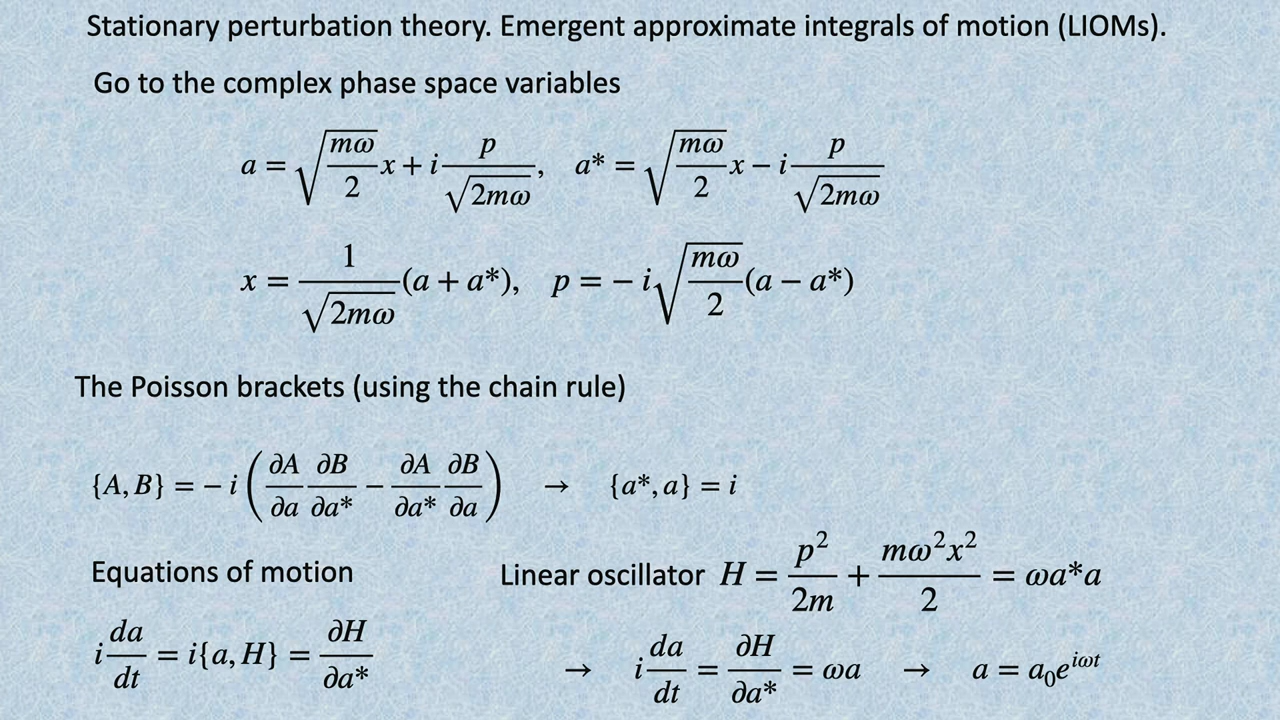 Stationary perturbation theory. Emergent approximate integrals of motion (LIOMs).
Go to the complex phase space variables
a = √(mω/2) x + i p/√(2mω), a* = √(mω/2) x − i p/√(2mω)
x = 1/√(2mω) (a + a*), p = − i√(mω/2) (a − a*)
The Poisson brackets (using the chain rule)
{A, B} = − i (∂A/∂a ∂B/∂a* − ∂A/∂a* ∂B/∂a) → {a*, a} = i
Equations of motion Linear oscillator H = p²/2m + mω²x²/2 = ωa*a
i da/dt = i{a, H} = ∂H/∂a* → i da/dt = ∂H/∂a* = ωa → a = a₀e^{iωt}